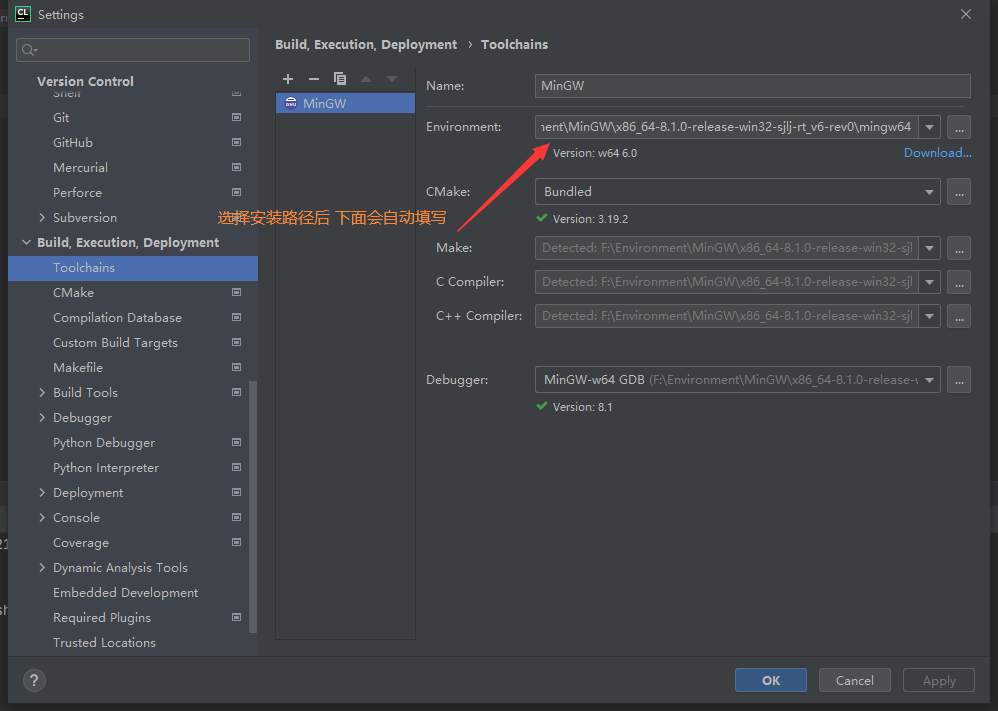 CL Settings
Version Control
Shell
Git
GitHub
Mercurial
Perforce
Subversion
Build, Execution, Deployment
Toolchains
CMake
Compilation Database
Custom Build Targets
Makefile
Build Tools
Debugger
Python Debugger
Python Interpreter
Deployment
Console
Coverage
Dynamic Analysis Tools
Embedded Development
Required Plugins
Trusted Locations
Build, Execution, Deployment › Toolchains
MinGW
Name: MinGW
Environment: nent\MinGW\x86_64-8.1.0-release-win32-sjlj-rt_v6-rev0\mingw64 ...
Version: w64 6.0 Download...
CMake: Bundled ...
Version: 3.19.2
选择安装路径后 下面会自动填写
Make: Detected: F:\Environment\MinGW\x86_64-8.1.0-release-win32-sjl ...
C Compiler: Detected: F:\Environment\MinGW\x86_64-8.1.0-release-win32-sjl ...
C++ Compiler: Detected: F:\Environment\MinGW\x86_64-8.1.0-release-win32-sjl ...
Debugger: MinGW-w64 GDB (F:\Environment\MinGW\x86_64-8.1.0-release-v ...
Version: 8.1
? OK Cancel Apply